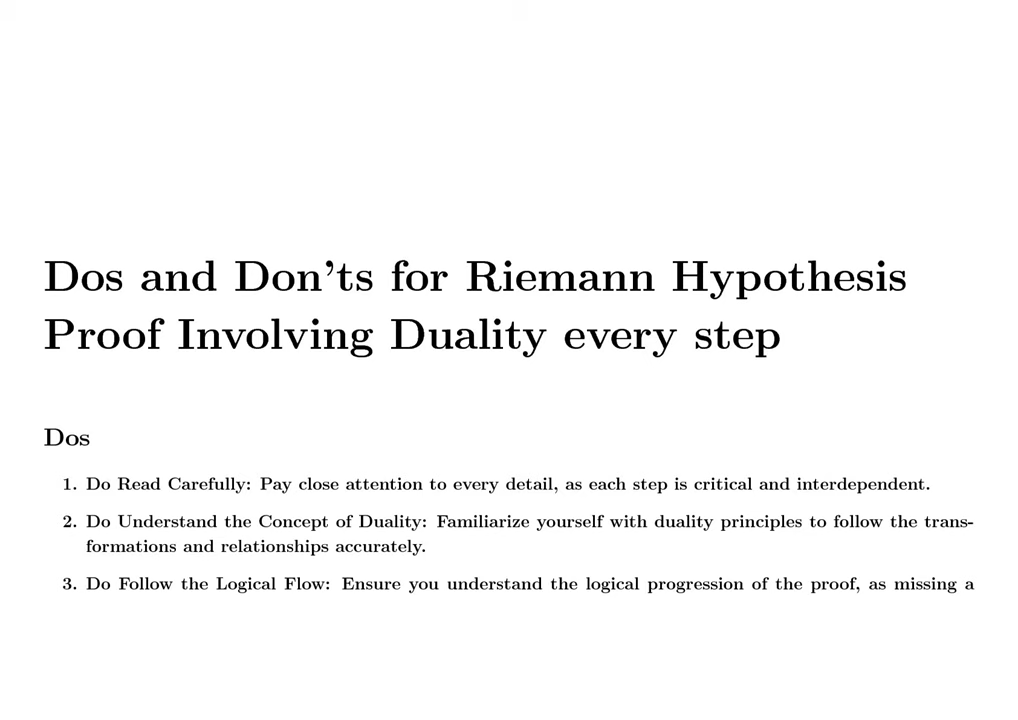 Dos and Don'ts for Riemann Hypothesis
Proof Involving Duality every step
Dos
1. Do Read Carefully: Pay close attention to every detail, as each step is critical and interdependent.
2. Do Understand the Concept of Duality: Familiarize yourself with duality principles to follow the trans-
formations and relationships accurately.
3. Do Follow the Logical Flow: Ensure you understand the logical progression of the proof, as missing a